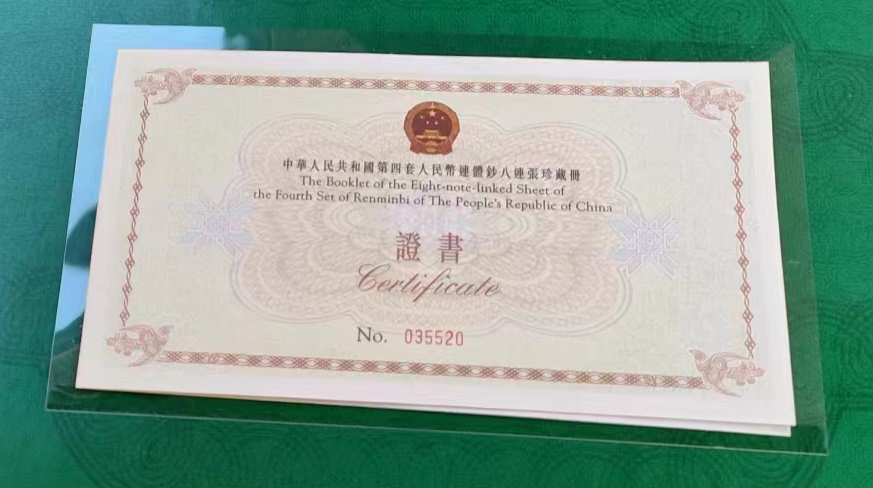 中華人民共和國第四套人民幣連體鈔八連張珍藏冊
The Booklet of the Eight-note-linked Sheet of
the Fourth Set of Renminbi of The People's Republic of China
證書
Certificate
No. 035520